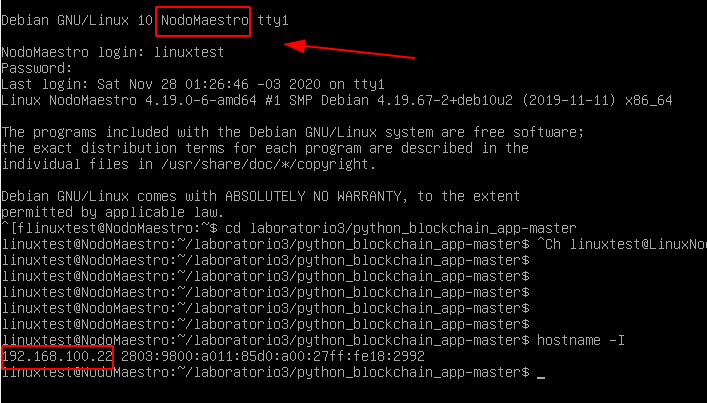 Debian GNU/Linux 10 NodoMaestro tty1
NodoMaestro login: linuxtest
Password:
Last login: Sat Nov 28 01:26:46 -03 2020 on tty1
Linux NodoMaestro 4.19.0-6-amd64 #1 SMP Debian 4.19.67-2+deb10u2 (2019-11-11) x86_64
The programs included with the Debian GNU/Linux system are free software;
the exact distribution terms for each program are described in the
individual files in /usr/share/doc/*/copyright.
Debian GNU/Linux comes with ABSOLUTELY NO WARRANTY, to the extent
permitted by applicable law.
^[flinuxtest@NodoMaestro:~$ cd laboratorio3/python_blockchain_app-master
linuxtest@NodoMaestro:~/laboratorio3/python_blockchain_app-master$ ^Ch linuxtest@LinuxNo
linuxtest@NodoMaestro:~/laboratorio3/python_blockchain_app-master$
linuxtest@NodoMaestro:~/laboratorio3/python_blockchain_app-master$
linuxtest@NodoMaestro:~/laboratorio3/python_blockchain_app-master$
linuxtest@NodoMaestro:~/laboratorio3/python_blockchain_app-master$
linuxtest@NodoMaestro:~/laboratorio3/python_blockchain_app-master$ hostname -I
192.168.100.22 2803:9800:a011:85d0:a00:27ff:fe18:2992
linuxtest@NodoMaestro:~/laboratorio3/python_blockchain_app-master$ _